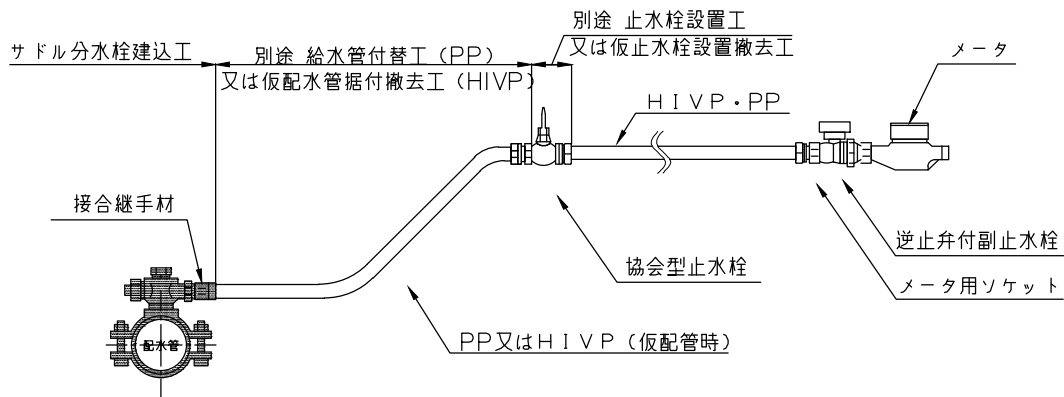 別途 止水栓設置工
又は仮止水栓設置撤去工
サドル分水栓建込工
別途 給水管付替工（PP）
又は仮配水管据付撤去工（HIVP）
メータ
HIVP・PP
接合継手材
逆止弁付副止水栓
協会型止水栓
メータ用ソケット
配水管
PP又はHIVP（仮配管時）